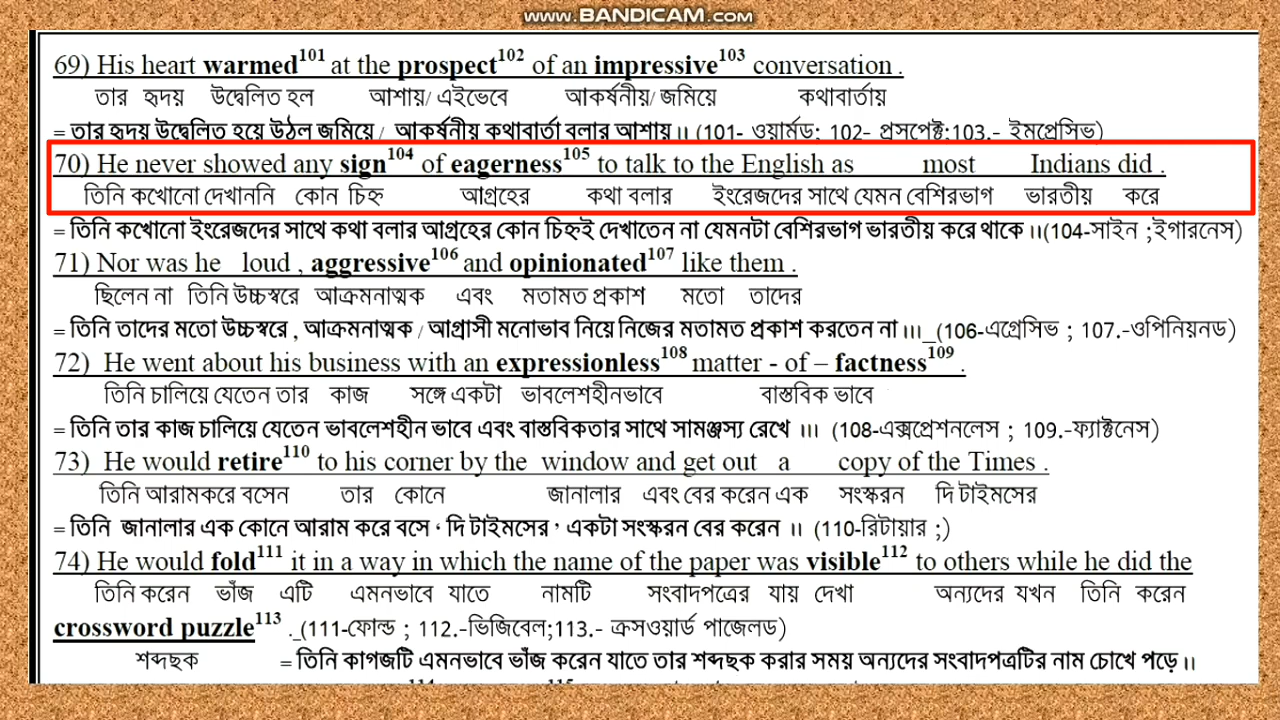 WWW.BANDICAM.COM
69) His heart warmed101 at the prospect102 of an impressive103 conversation .
তার হৃদয় উদ্বেলিত হল আশায়/ এইভেবে আকর্ষনীয়/ জমিয়ে কথাবার্তায়
= তার হৃদয় উদ্বেলিত হয়ে উঠল জমিয়ে / আকর্ষনীয় কথাবার্তা বলার আশায়।। (101- ওয়ার্মড; 102- প্রসপেক্ট;103.- ইমপ্রেসিভ)
70) He never showed any sign104 of eagerness105 to talk to the English as most Indians did .
তিনি কখোনো দেখাননি কোন চিহ্ন আগ্রহের কথা বলার ইংরেজদের সাথে যেমন বেশিরভাগ ভারতীয় করে
= তিনি কখোনো ইংরেজদের সাথে কথা বলার আগ্রহের কোন চিহ্নই দেখাতেন না যেমনটা বেশিরভাগ ভারতীয় করে থাকে ।।(104-সাইন ;ইগারনেস)
71) Nor was he loud , aggressive106 and opinionated107 like them .
ছিলেন না তিনি উচ্চস্বরে আক্রমনাত্মক এবং মতামত প্রকাশ মতো তাদের
= তিনি তাদের মতো উচ্চস্বরে , আক্রমনাত্মক / আগ্রাসী মনোভাব নিয়ে নিজের মতামত প্রকাশ করতেন না ।।। _(106-এগ্রেসিভ ; 107.-ওপিনিয়নড)
72) He went about his business with an expressionless108 matter - of – factness109 .
তিনি চালিয়ে যেতেন তার কাজ সঙ্গে একটা ভাবলেশহীনভাবে বাস্তবিক ভাবে
= তিনি তার কাজ চালিয়ে যেতেন ভাবলেশহীন ভাবে এবং বাস্তবিকতার সাথে সামঞ্জস্য রেখে ।।। (108-এক্সপ্রেশনলেস ; 109.-ফ্যাক্টনেস)
73) He would retire110 to his corner by the window and get out a copy of the Times .
তিনি আরামকরে বসেন তার কোনে জানালার এবং বের করেন এক সংস্করন দি টাইমসের
= তিনি জানালার এক কোনে আরাম করে বসে ‘ দি টাইমসের ’ একটা সংস্করন বের করেন ।। (110-রিটায়ার ;)
74) He would fold111 it in a way in which the name of the paper was visible112 to others while he did the
তিনি করেন ভাঁজ এটি এমনভাবে যাতে নামটি সংবাদপত্রের যায় দেখা অন্যদের যখন তিনি করেন
crossword puzzle113 ._(111-ফোল্ড ; 112.-ভিজিবেল;113.- ক্রসওয়ার্ড পাজেলড)
শব্দছক = তিনি কাগজটি এমনভাবে ভাঁজ করেন যাতে তার শব্দছক করার সময় অন্যদের সংবাদপত্রটির নাম চোখে পড়ে।।